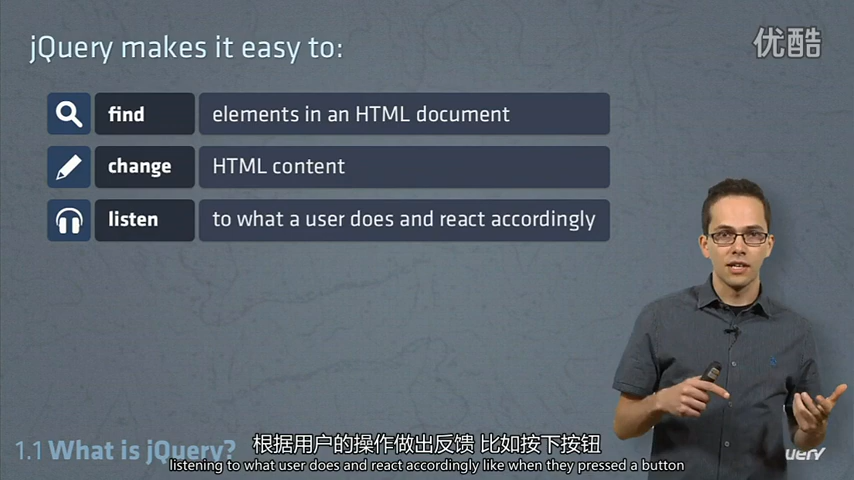 jQuery makes it easy to:
优酷
find elements in an HTML document
change HTML content
listen to what a user does and react accordingly
根据用户的操作做出反馈 比如按下按钮
1.1 What is jQuery?
listening to what user does and react accordingly like when they pressed a button